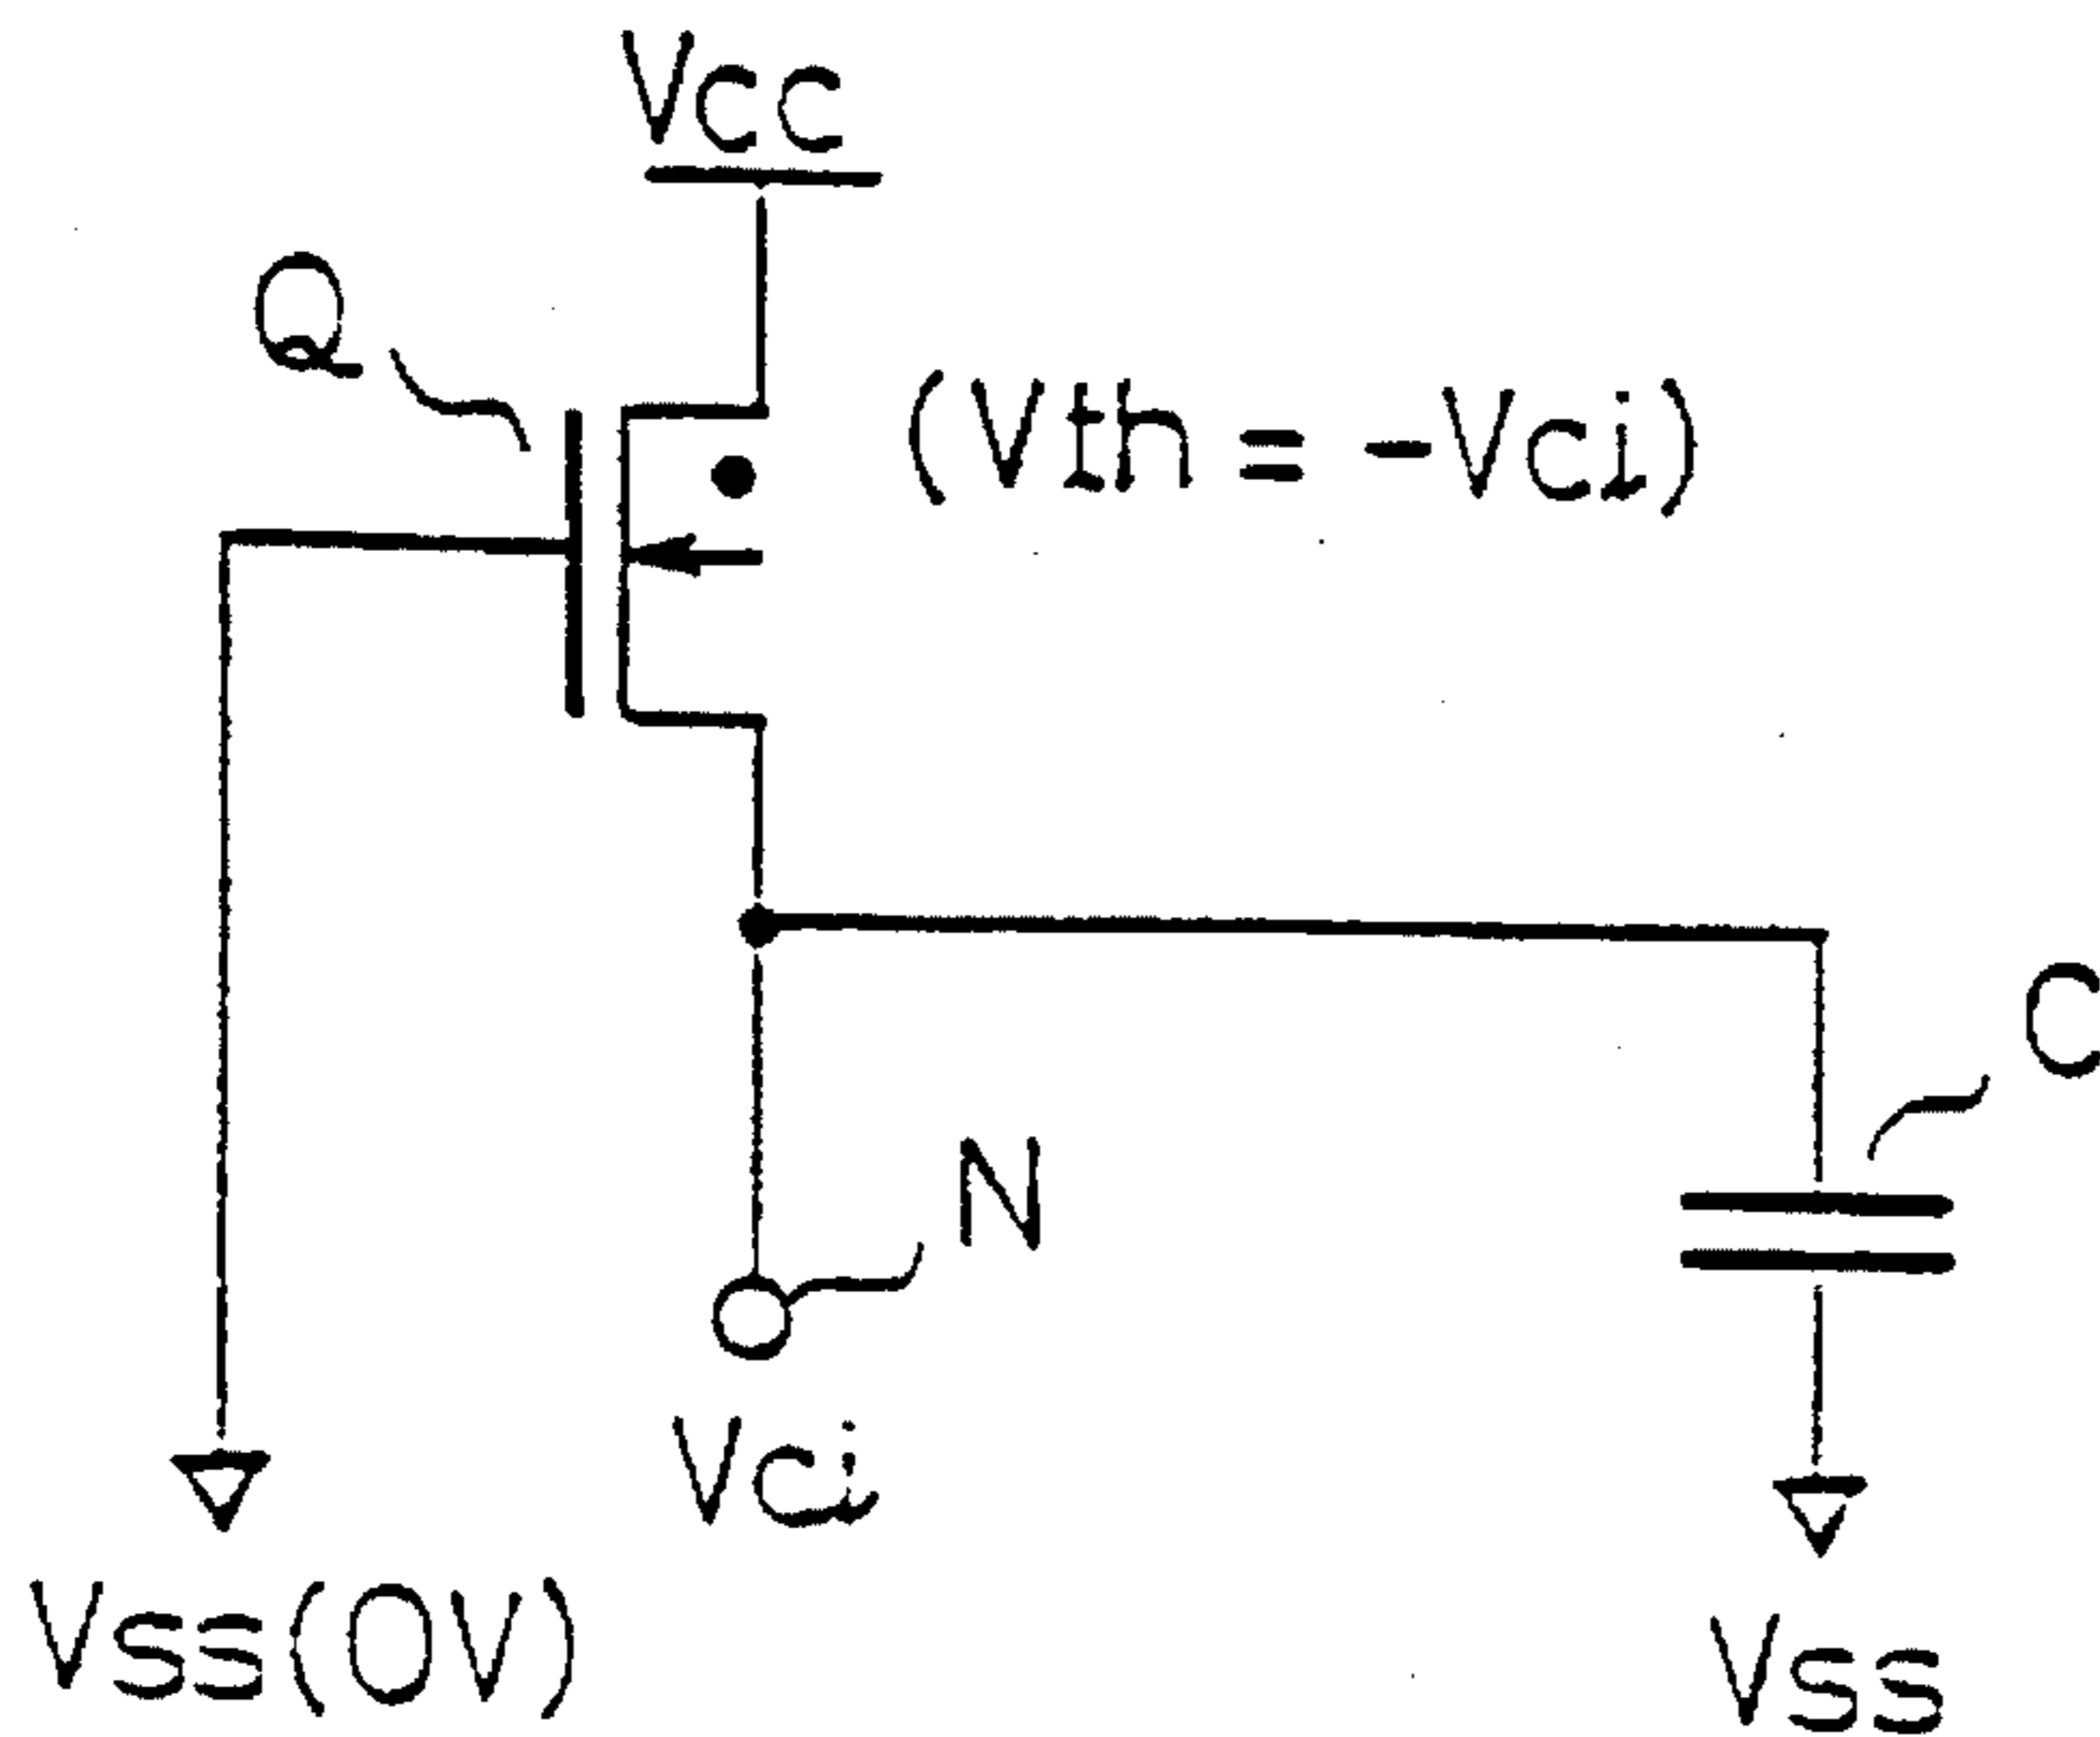 Vcc
Q
(Vth = -Vci)
C
N
Vci
Vss(0V)
Vss